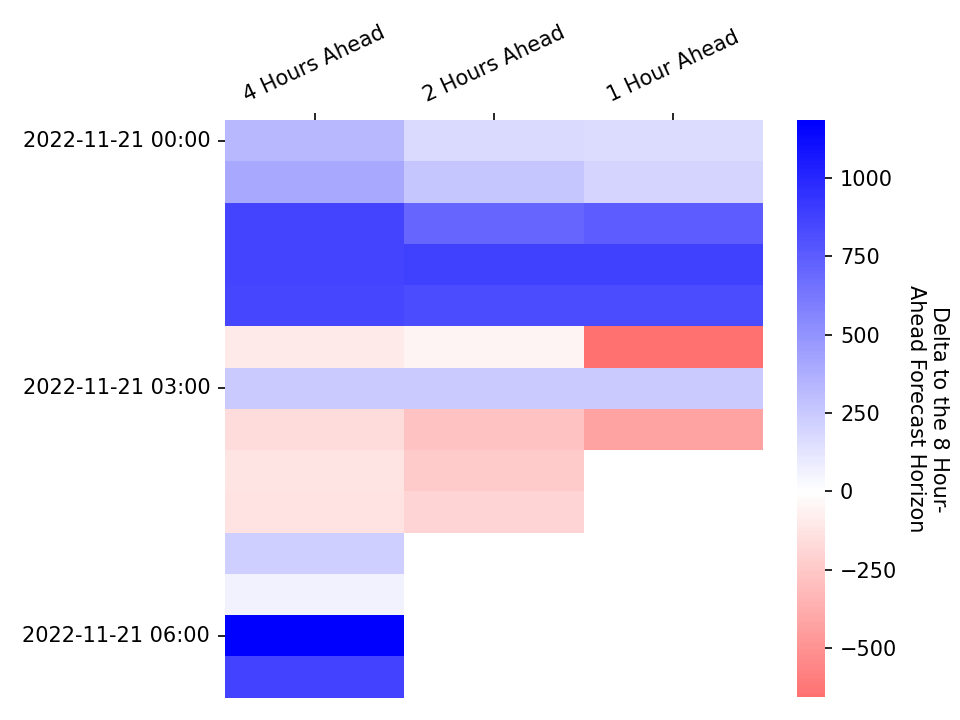 4 Hours Ahead
2 Hours Ahead
1 Hour Ahead
2022-11-21 00:00
2022-11-21 03:00
2022-11-21 06:00
1000
750
500
250
0
−250
−500
Delta to the 8 Hour-
Ahead Forecast Horizon